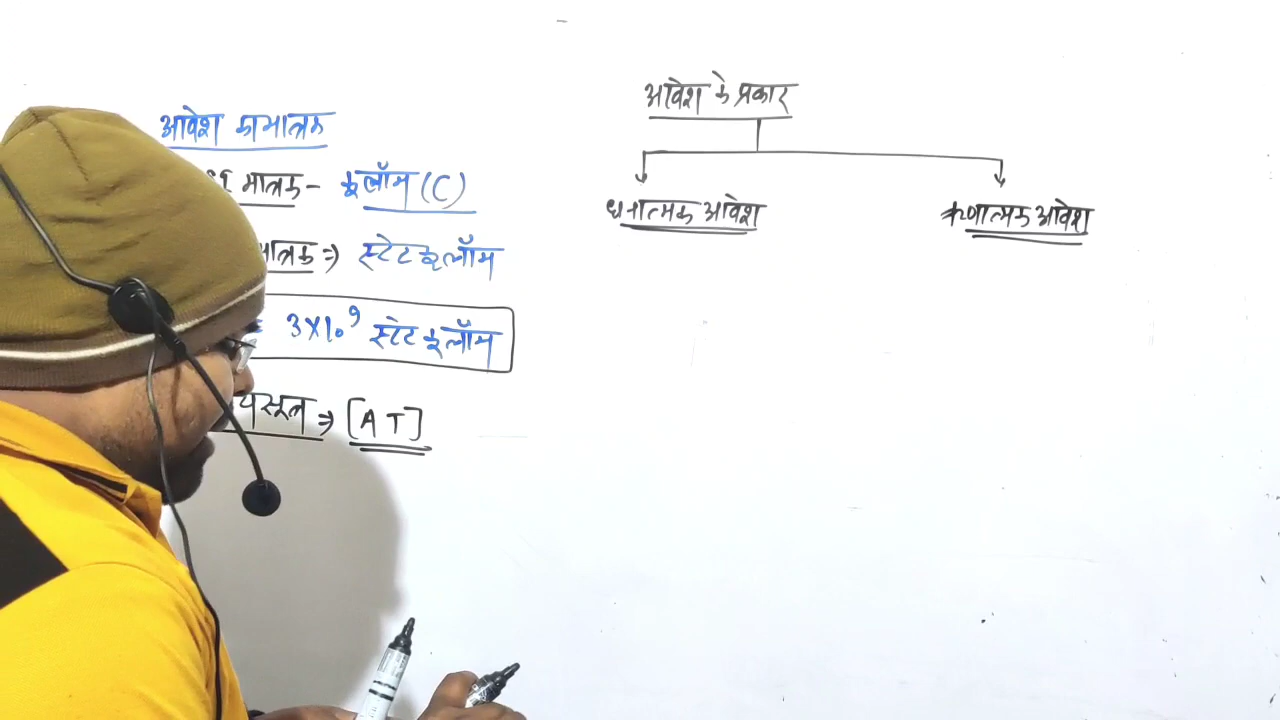 आवेश का मात्रक
मात्रक - कूलॉम (C)
मात्रक ⇒ स्टेट कूलॉम
3×10⁹ स्टेट कूलॉम
⇒ [A T]
आवेश के प्रकार
धनात्मक आवेश
ऋणात्मक आवेश